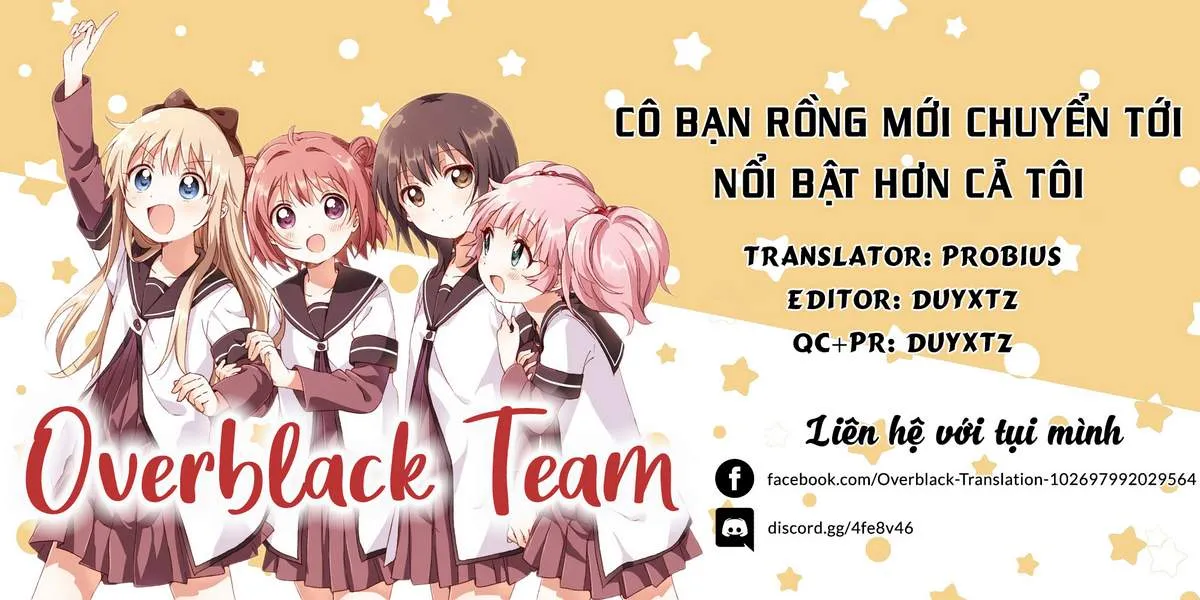 CÔ BẠN RỒNG MỚI CHUYỂN TỚI
NỔI BẬT HƠN CẢ TÔI
TRANSLATOR: PROBIUS
EDITOR: DUYXTZ
QC+PR: DUYXTZ
Overblack Team
Liên hệ với tụi mình
facebook.com/Overblack-Translation-102697992029564
discord.gg/4fe8v46